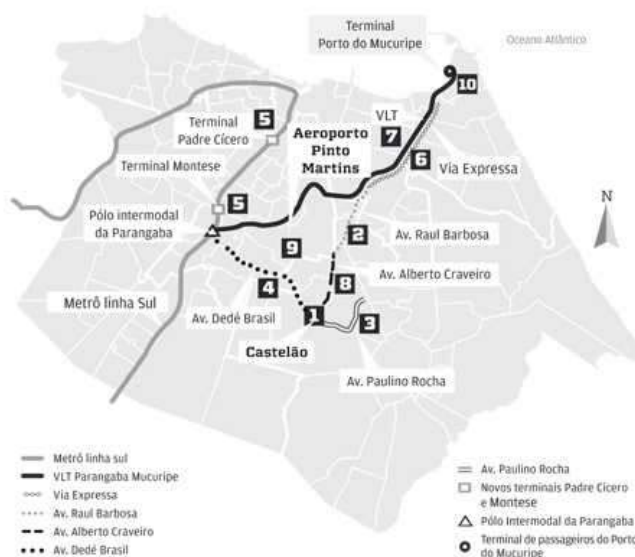 Terminal
Porto do Mucuripe
Oceano Atlântico
10
Terminal
Padre Cícero
5
Aeroporto
Pinto
Martins
VLT
7
6
Via Expressa
Terminal Montese
5
N
Pólo intermodal
da Parangaba
2
Av. Raul Barbosa
9
Av. Alberto Craveiro
4
8
Metrô linha Sul
Av. Dedé Brasil
1
3
Castelão
Av. Paulino Rocha
Metrô linha sul
VLT Parangaba Mucuripe
Via Expressa
Av. Raul Barbosa
Av. Alberto Craveiro
Av. Dedé Brasil
Av. Paulino Rocha
Novos terminais Padre Cícero
e Montese
Pólo Intermodal da Parangaba
Terminal de passageiros do Porto
do Mucuripe